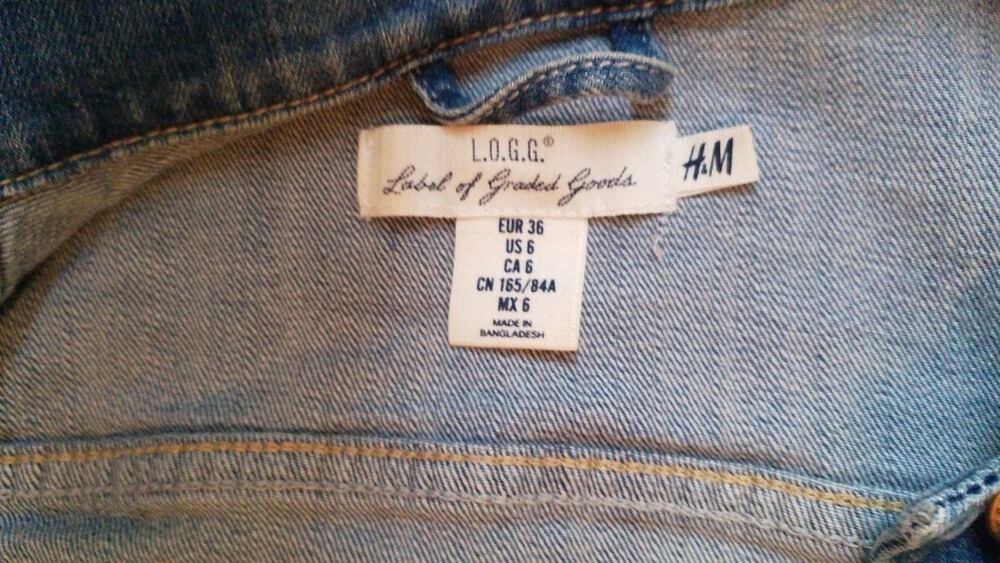 L.O.G.G.®
Label of Graded Goods
H&M
EUR 36
US 6
CA 6
CN 165/84A
MX 6
MADE IN
BANGLADESH